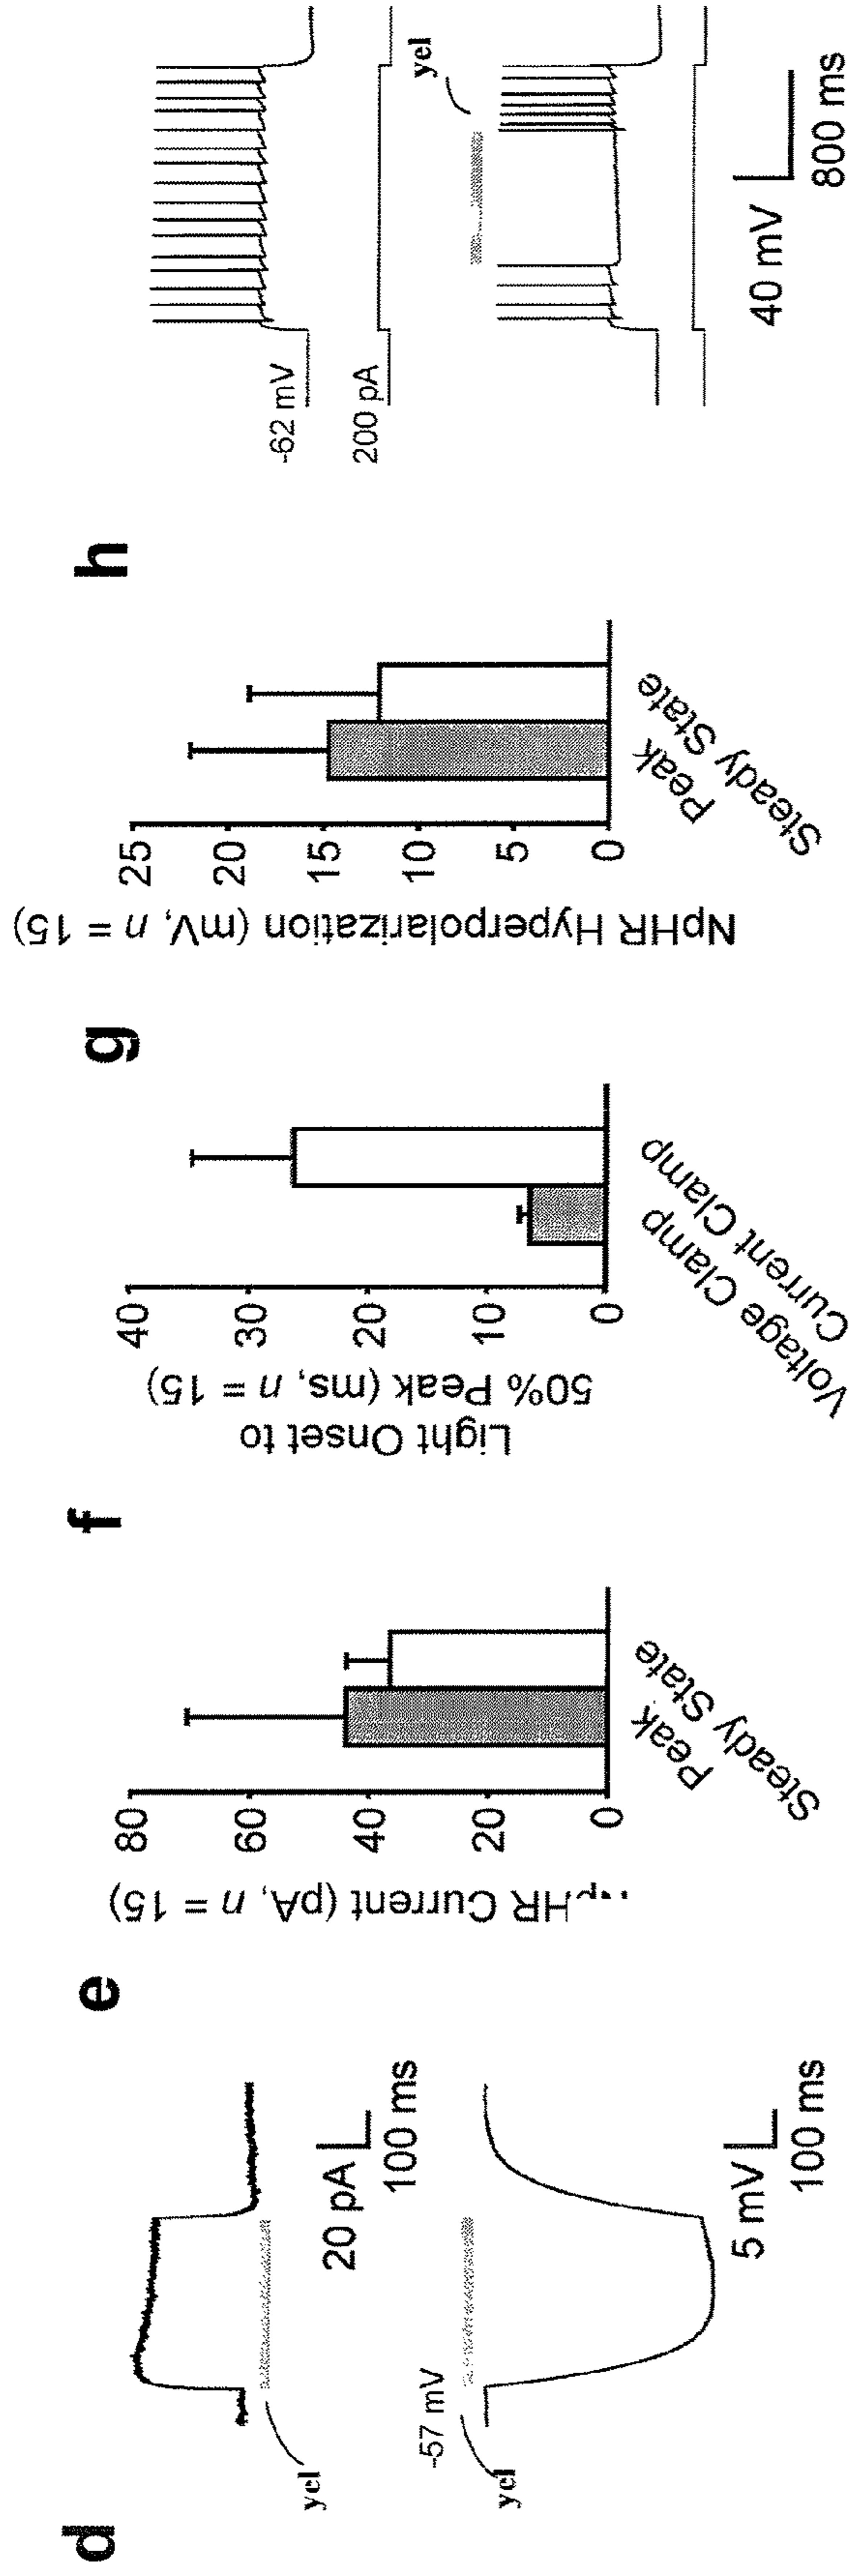 d
yel
20 pA
100 ms
-57 mV
yel
5 mV
100 ms
e
HR Current (pA, n = 15)
80
60
40
20
0
Peak
Steady State
f
Light Onset to
50% Peak (ms, n = 15)
40
30
20
10
0
Voltage Clamp
Current Clamp
g
NpHR Hyperpolarization (mV, n = 15)
25
20
15
10
5
0
Peak
Steady State
h
-62 mV
200 pA
yel
40 mV
800 ms